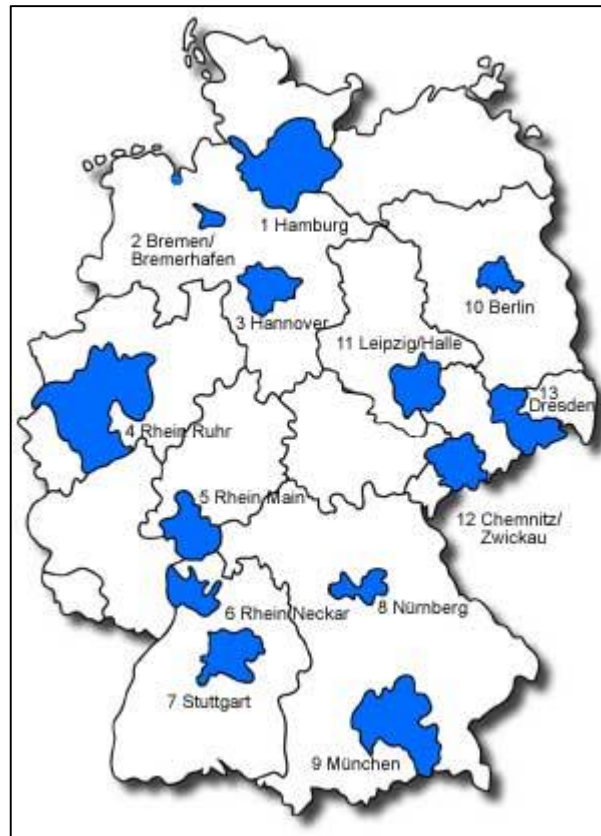 1 Hamburg
2 Bremen/
Bremerhafen
3 Hannover
10 Berlin
11 Leipzig/Halle
13
Dresden
4 Rhein Ruhr
5 Rhein Main
12 Chemnitz/
Zwickau
6 Rhein Neckar
8 Nürnberg
7 Stuttgart
9 München